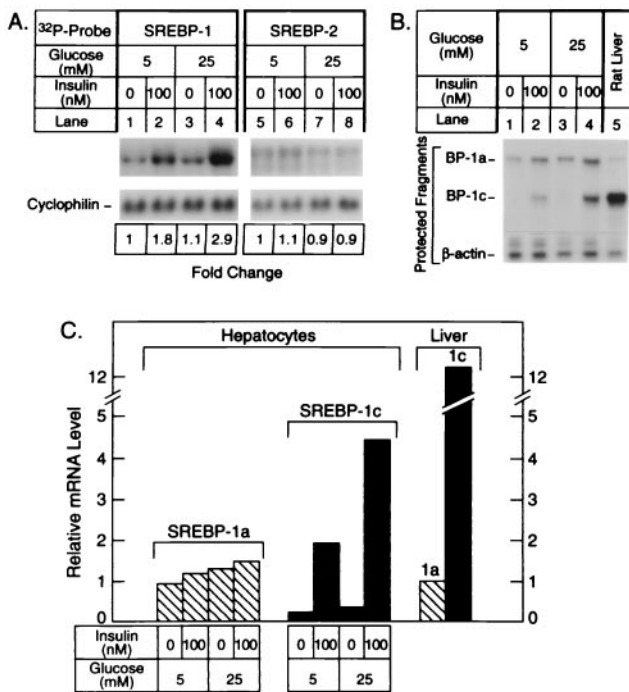 A.
³²P-Probe SREBP-1 SREBP-2
Glucose (mM) 5 25 5 25
Insulin (nM) 0 100 0 100 0 100 0 100
Lane 1 2 3 4 5 6 7 8
Cyclophilin –
1 1.8 1.1 2.9 1 1.1 0.9 0.9
Fold Change
B.
Glucose (mM) 5 25 Rat Liver
Insulin (nM) 0 100 0 100
Lane 1 2 3 4 5
Protected Fragments
BP-1a –
BP-1c –
β-actin –
C.
Hepatocytes Liver
1c
12 12
5 SREBP-1c 5
4 4
3 3
2 2
SREBP-1a 1a
1 1
0 0
Relative mRNA Level
Insulin (nM) 0 100 0 100 0 100 0 100
Glucose (mM) 5 25 5 25